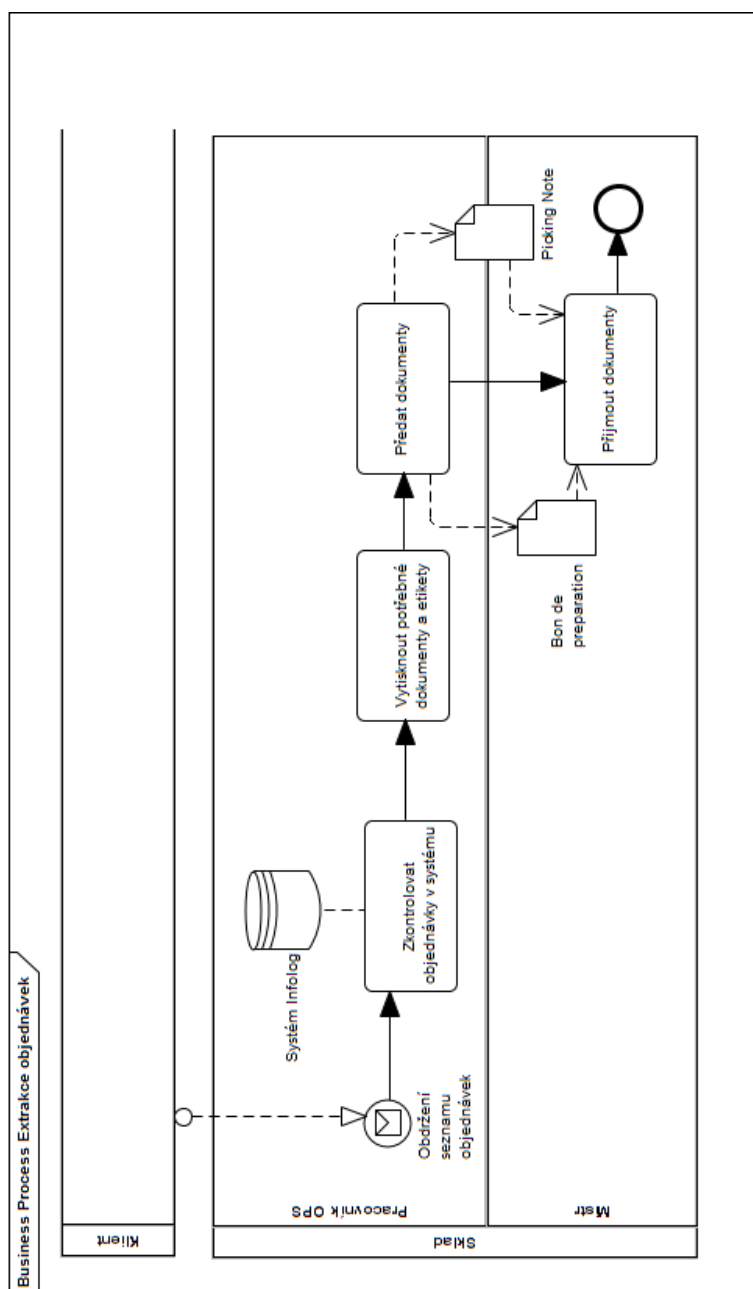 Business Process Extrakce objednávek
Klient
Sklad
Pracovník OPS
Mistr
Obdržení
seznamu
objednávek
Systém Infolog
Zkontrolovat
objednávky v systému
Vytisknout potřebné
dokumenty a etikety
Předat dokumenty
Picking Note
Bon de
preparation
Přijmout dokumenty